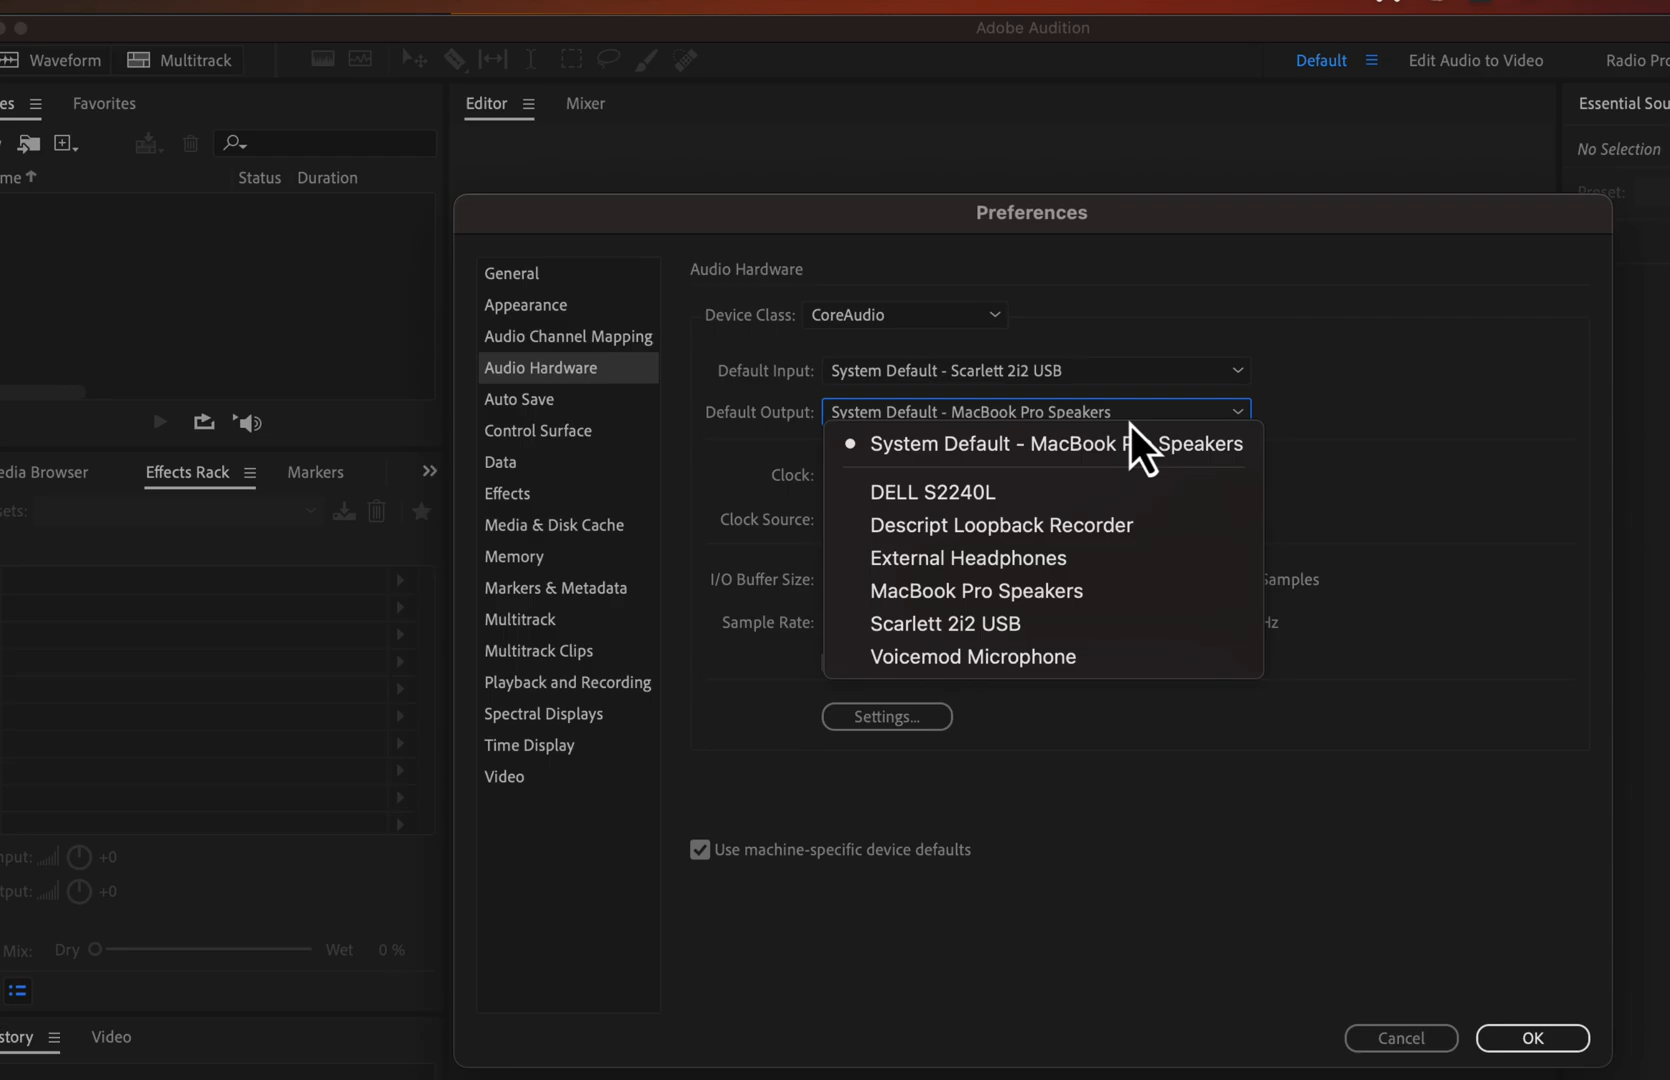 Adobe Audition
Waveform
Multitrack
Default
Edit Audio to Video
Radio Pro
es
Favorites
Editor
Mixer
Essential Sou
No Selection
me
Status
Duration
Preset:
Preferences
General
Appearance
Audio Channel Mapping
Audio Hardware
Auto Save
Control Surface
Data
Effects
Media & Disk Cache
Memory
Markers & Metadata
Multitrack
Multitrack Clips
Playback and Recording
Spectral Displays
Time Display
Video
Audio Hardware
Device Class: CoreAudio
Default Input: System Default - Scarlett 2i2 USB
Default Output: System Default - MacBook Pro Speakers
System Default - MacBook P Speakers
DELL S2240L
Descript Loopback Recorder
External Headphones
MacBook Pro Speakers
Scarlett 2i2 USB
Voicemod Microphone
Clock:
Clock Source:
I/O Buffer Size:
Samples
Sample Rate:
Hz
Settings...
Use machine-specific device defaults
Cancel
OK
edia Browser
Effects Rack
Markers
sets:
nput: +0
tput: +0
Mix: Dry Wet 0 %
story
Video